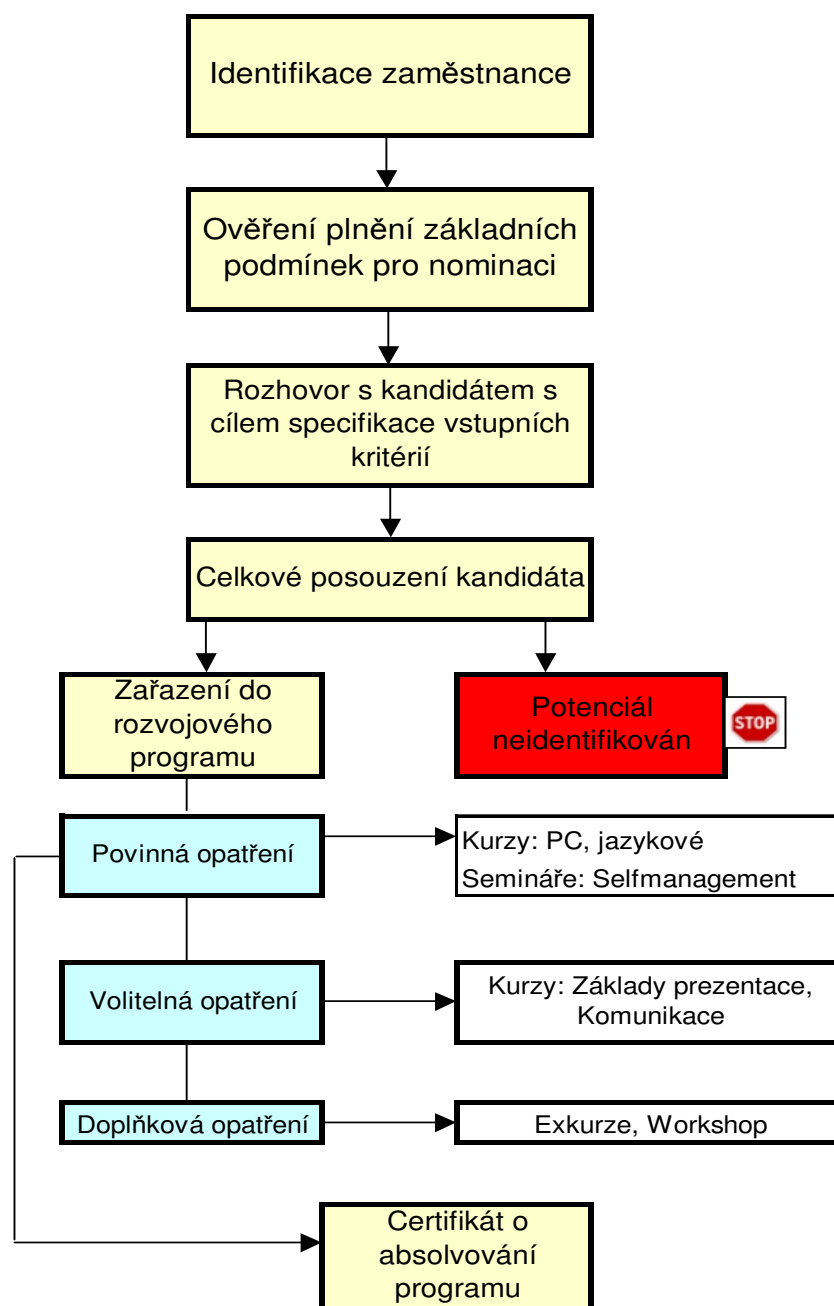 Identifikace zaměstnance
Ověření plnění základních
podmínek pro nominaci
Rozhovor s kandidátem s
cílem specifikace vstupních
kritérií
Celkové posouzení kandidáta
Zařazení do
rozvojového
programu
Potenciál
neidentifikován
STOP
Povinná opatření
Kurzy: PC, jazykové
Semináře: Selfmanagement
Volitelná opatření
Kurzy: Základy prezentace,
Komunikace
Doplňková opatření
Exkurze, Workshop
Certifikát o
absolvování
programu